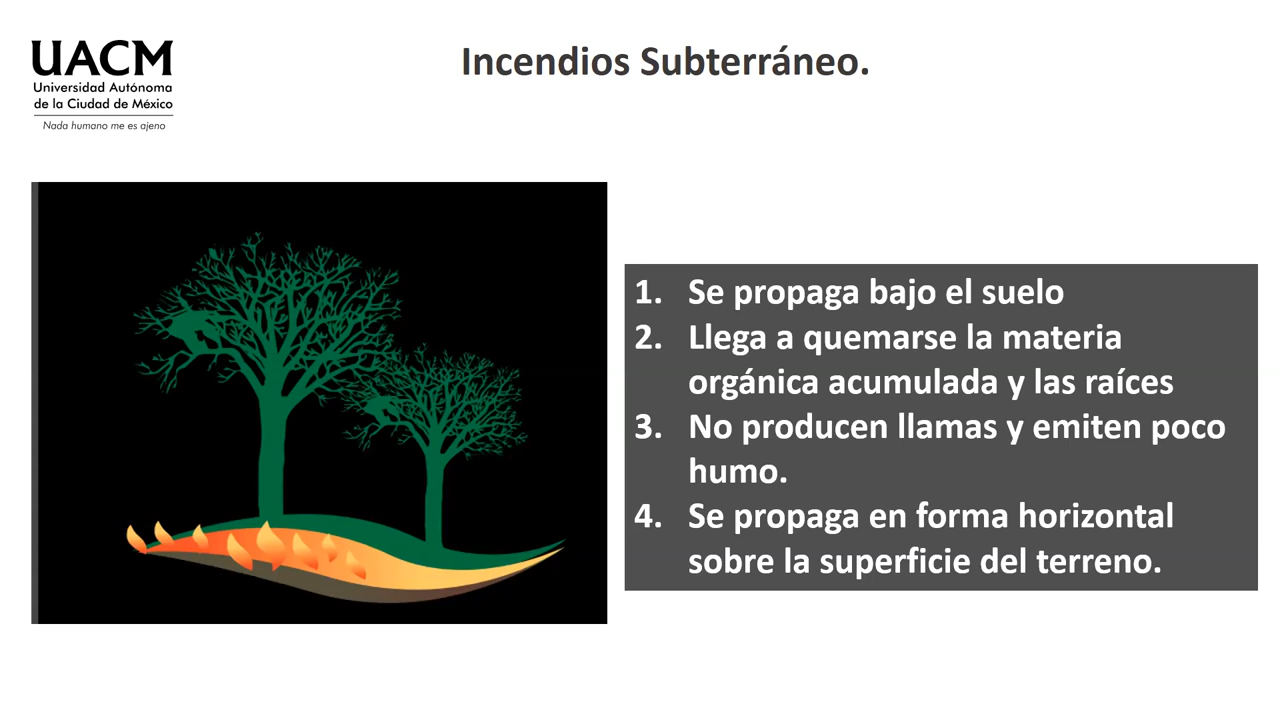 UACM
Universidad Autónoma
de la Ciudad de México
Nada humano me es ajeno
Incendios Subterráneo.
1. Se propaga bajo el suelo
2. Llega a quemarse la materia
orgánica acumulada y las raíces
3. No producen llamas y emiten poco
humo.
4. Se propaga en forma horizontal
sobre la superficie del terreno.